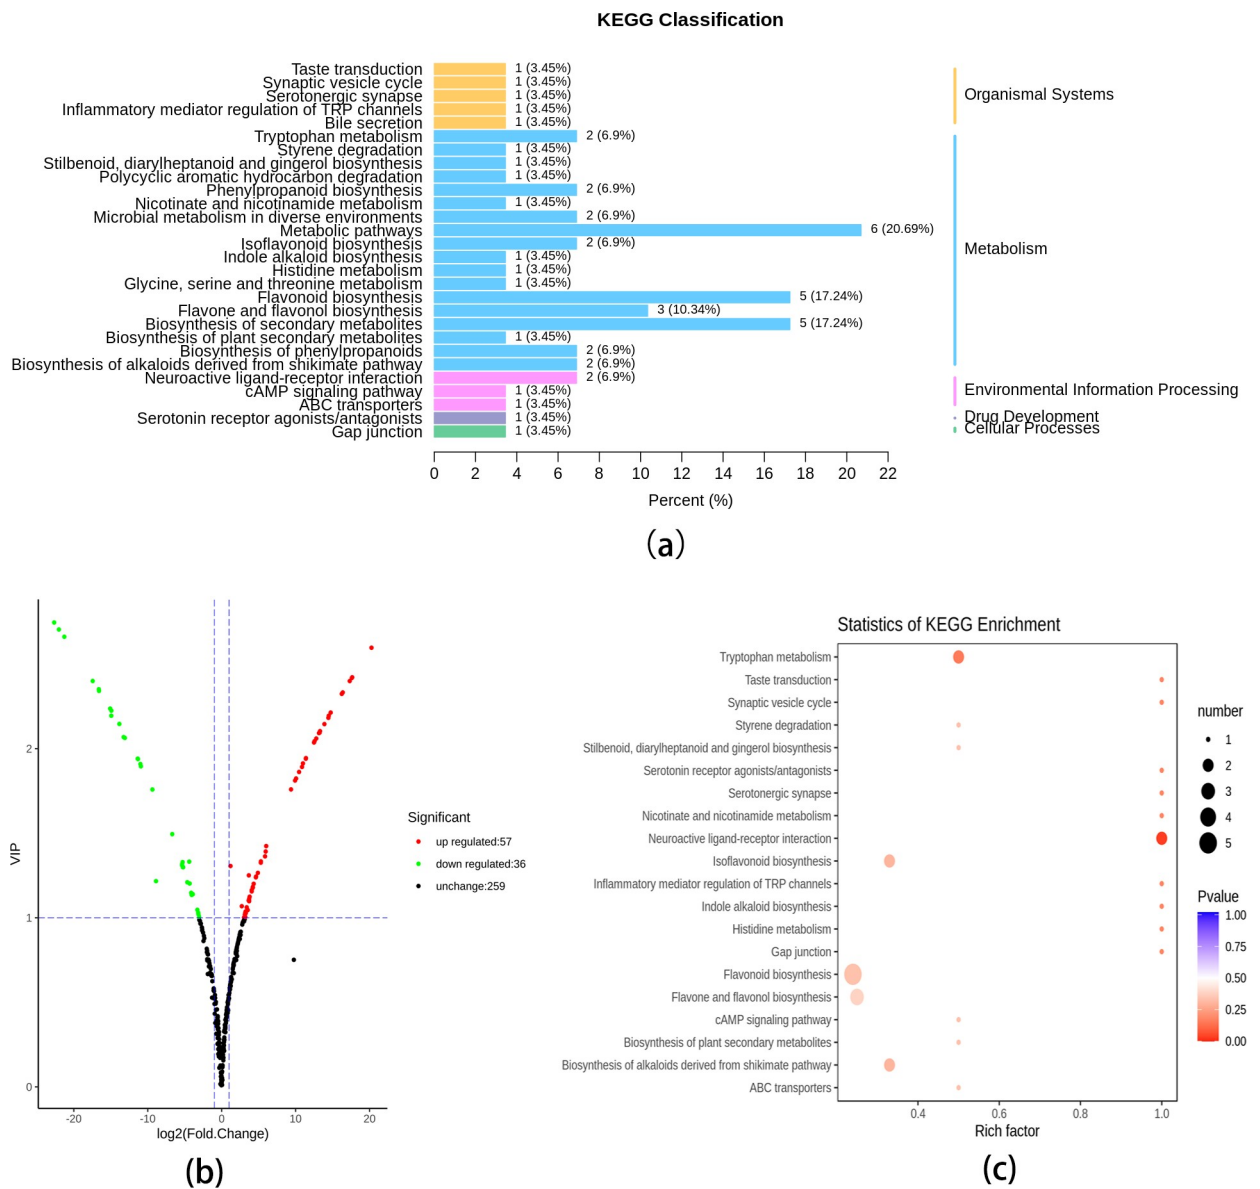 KEGG Classification
Taste transduction 1 (3.45%)
Synaptic vesicle cycle 1 (3.45%)
Serotonergic synapse 1 (3.45%)
Inflammatory mediator regulation of TRP channels 1 (3.45%)
Bile secretion 1 (3.45%)
Tryptophan metabolism 2 (6.9%)
Styrene degradation 1 (3.45%)
Stilbenoid, diarylheptanoid and gingerol biosynthesis 1 (3.45%)
Polycyclic aromatic hydrocarbon degradation 1 (3.45%)
Phenylpropanoid biosynthesis 2 (6.9%)
Nicotinate and nicotinamide metabolism 1 (3.45%)
Microbial metabolism in diverse environments 2 (6.9%)
Metabolic pathways 6 (20.69%)
Isoflavonoid biosynthesis 2 (6.9%)
Indole alkaloid biosynthesis 1 (3.45%)
Histidine metabolism 1 (3.45%)
Glycine, serine and threonine metabolism 1 (3.45%)
Flavonoid biosynthesis 5 (17.24%)
Flavone and flavonol biosynthesis 3 (10.34%)
Biosynthesis of secondary metabolites 5 (17.24%)
Biosynthesis of plant secondary metabolites 1 (3.45%)
Biosynthesis of phenylpropanoids 2 (6.9%)
Biosynthesis of alkaloids derived from shikimate pathway 2 (6.9%)
Neuroactive ligand-receptor interaction 2 (6.9%)
cAMP signaling pathway 1 (3.45%)
ABC transporters 1 (3.45%)
Serotonin receptor agonists/antagonists 1 (3.45%)
Gap junction 1 (3.45%)
Organismal Systems
Metabolism
Environmental Information Processing
Drug Development
Cellular Processes
0 2 4 6 8 10 12 14 16 18 20 22
Percent (%)
(a)
VIP
2
1
0
-20 -10 0 10 20
log2(Fold.Change)
Significant
up regulated:57
down regulated:36
unchange:259
(b)
Statistics of KEGG Enrichment
Tryptophan metabolism
Taste transduction
Synaptic vesicle cycle
Styrene degradation
Stilbenoid, diarylheptanoid and gingerol biosynthesis
Serotonin receptor agonists/antagonists
Serotonergic synapse
Nicotinate and nicotinamide metabolism
Neuroactive ligand-receptor interaction
Isoflavonoid biosynthesis
Inflammatory mediator regulation of TRP channels
Indole alkaloid biosynthesis
Histidine metabolism
Gap junction
Flavonoid biosynthesis
Flavone and flavonol biosynthesis
cAMP signaling pathway
Biosynthesis of plant secondary metabolites
Biosynthesis of alkaloids derived from shikimate pathway
ABC transporters
0.4 0.6 0.8 1.0
Rich factor
number
1
2
3
4
5
Pvalue
1.00
0.75
0.50
0.25
0.00
(c)